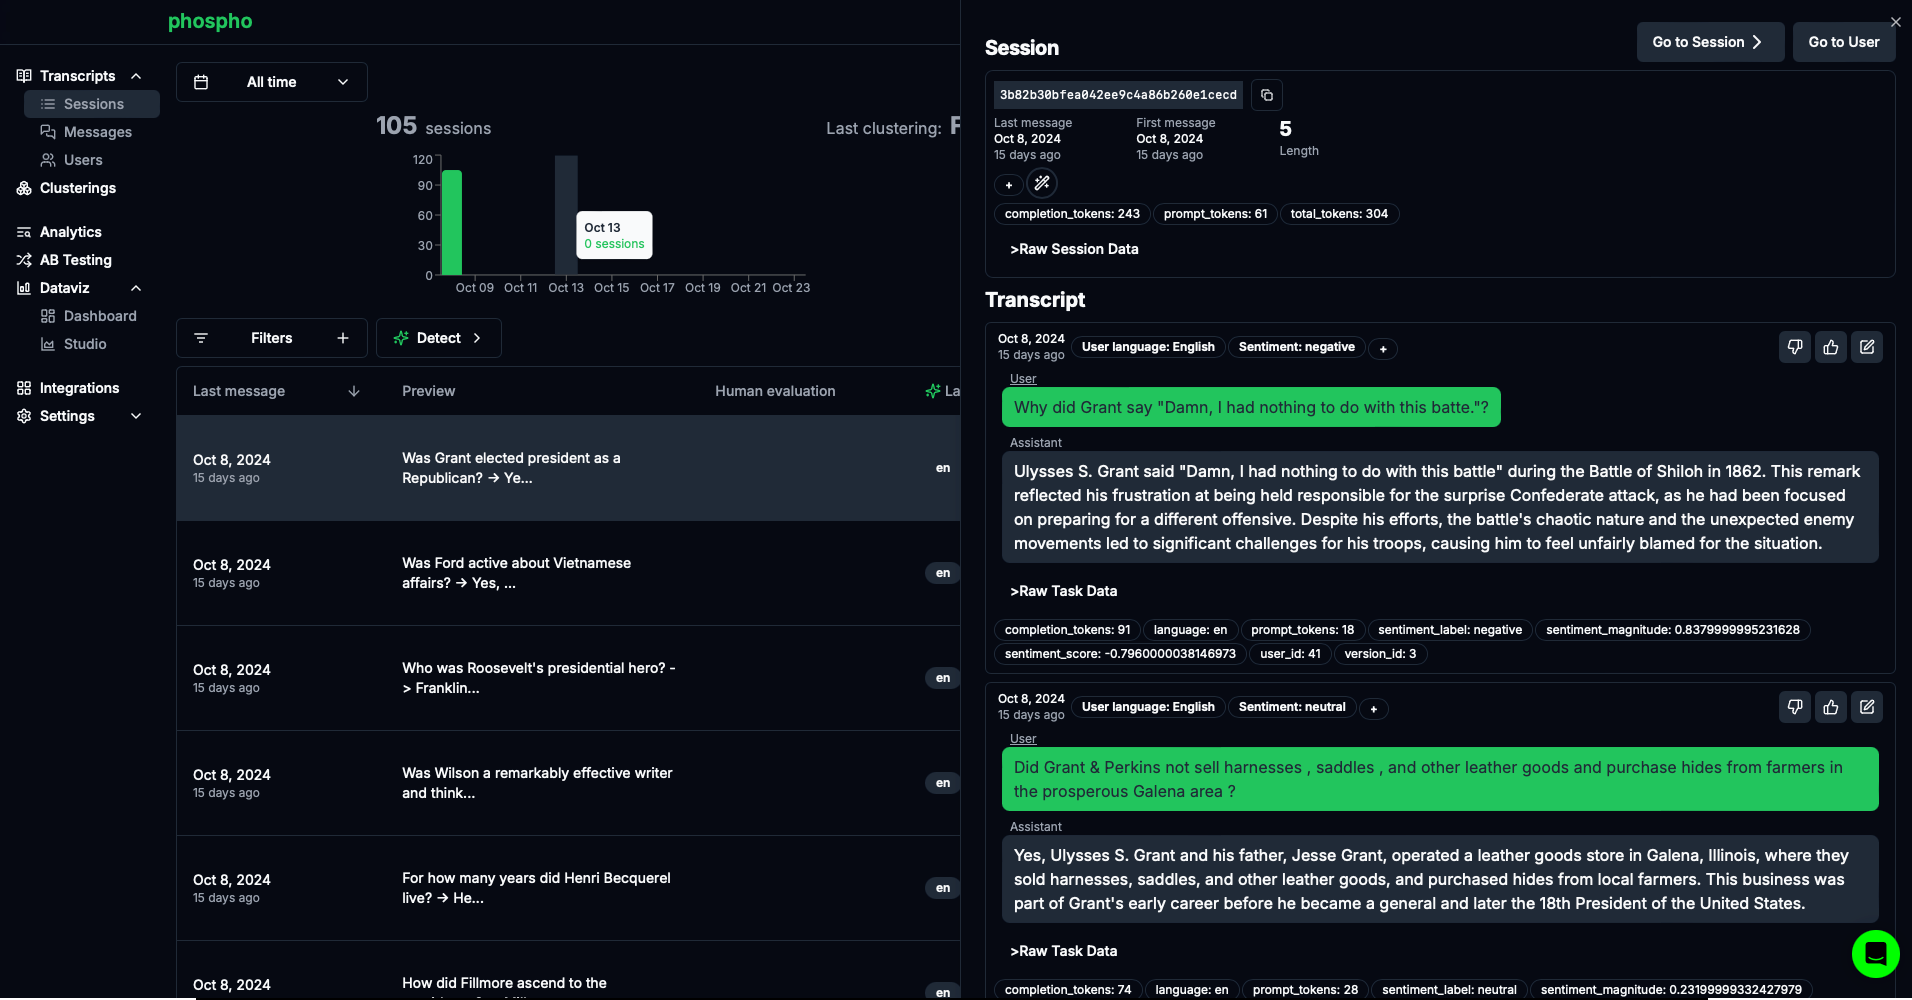 phospho
Transcripts
Sessions
Messages
Users
Clusterings
Analytics
AB Testing
Dataviz
Dashboard
Studio
Integrations
Settings
All time
105 sessions
Last clustering:
120
90
60
30
0
Oct 13
0 sessions
Oct 09 Oct 11 Oct 13 Oct 15 Oct 17 Oct 19 Oct 21 Oct 23
Filters +
Detect
Last message Preview Human evaluation La
Oct 8, 2024
15 days ago
Was Grant elected president as a
Republican? → Ye...
en
Oct 8, 2024
15 days ago
Was Ford active about Vietnamese
affairs? → Yes, ...
en
Oct 8, 2024
15 days ago
Who was Roosevelt's presidential hero? -
> Franklin...
en
Oct 8, 2024
15 days ago
Was Wilson a remarkably effective writer
and think...
en
Oct 8, 2024
15 days ago
For how many years did Henri Becquerel
live? → He...
en
Oct 8, 2024
How did Fillmore ascend to the
en
Session
Go to Session
Go to User
3b82b30bfea042ee9c4a86b260e1cecd
Last message
Oct 8, 2024
15 days ago
First message
Oct 8, 2024
15 days ago
5
Length
+
completion_tokens: 243 prompt_tokens: 61 total_tokens: 304
>Raw Session Data
Transcript
Oct 8, 2024
15 days ago
User language: English Sentiment: negative +
User
Why did Grant say "Damn, I had nothing to do with this batte."?
Assistant
Ulysses S. Grant said "Damn, I had nothing to do with this battle" during the Battle of Shiloh in 1862. This remark
reflected his frustration at being held responsible for the surprise Confederate attack, as he had been focused
on preparing for a different offensive. Despite his efforts, the battle's chaotic nature and the unexpected enemy
movements led to significant challenges for his troops, causing him to feel unfairly blamed for the situation.
>Raw Task Data
completion_tokens: 91 language: en prompt_tokens: 18 sentiment_label: negative sentiment_magnitude: 0.8379999995231628
sentiment_score: -0.7960000038146973 user_id: 41 version_id: 3
Oct 8, 2024
15 days ago
User language: English Sentiment: neutral +
User
Did Grant & Perkins not sell harnesses , saddles , and other leather goods and purchase hides from farmers in
the prosperous Galena area ?
Assistant
Yes, Ulysses S. Grant and his father, Jesse Grant, operated a leather goods store in Galena, Illinois, where they
sold harnesses, saddles, and other leather goods, and purchased hides from local farmers. This business was
part of Grant's early career before he became a general and later the 18th President of the United States.
>Raw Task Data
completion_tokens: 74 language: en prompt_tokens: 28 sentiment_label: neutral sentiment_magnitude: 0.23199999332427979